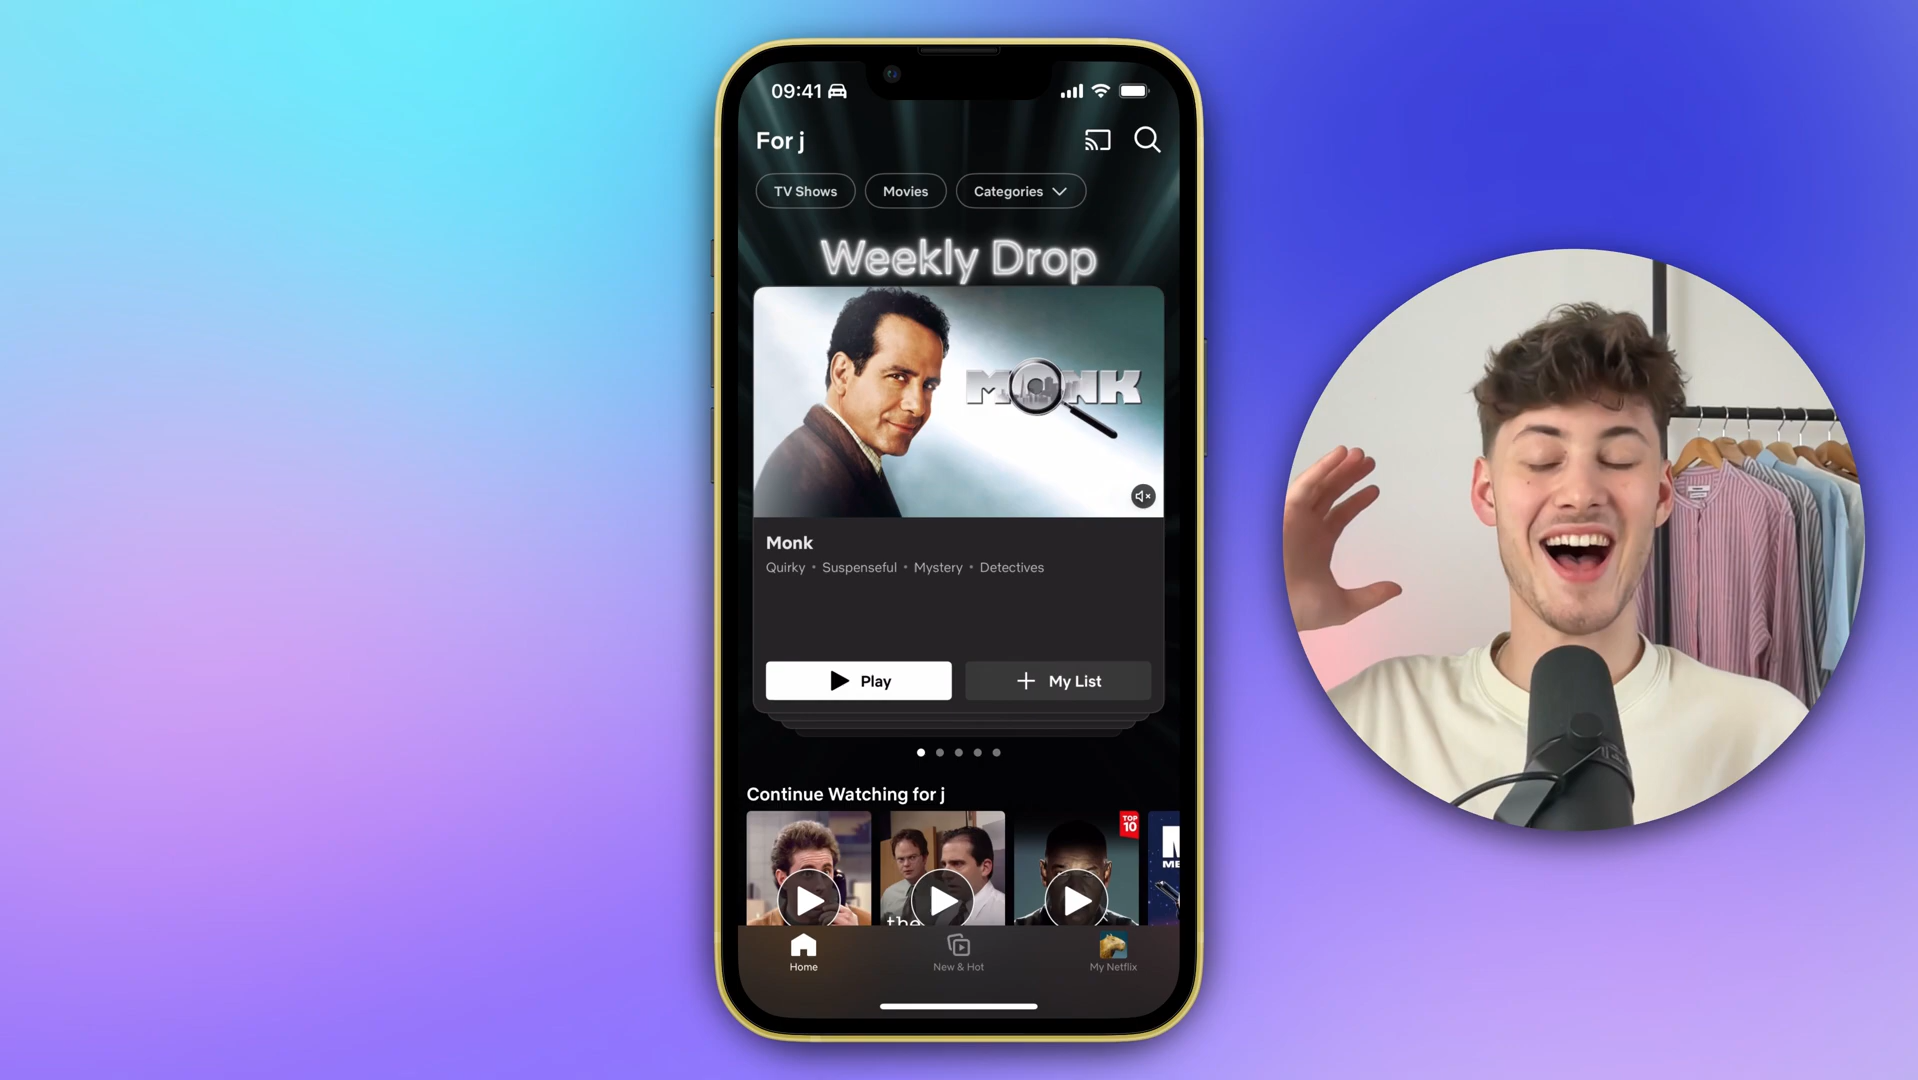 09:41
For j
TV Shows
Movies
Categories
Weekly Drop
MONK
Monk
Quirky • Suspenseful • Mystery • Detectives
Play
My List
Continue Watching for j
TOP
10
the
Home
New & Hot
My Netflix